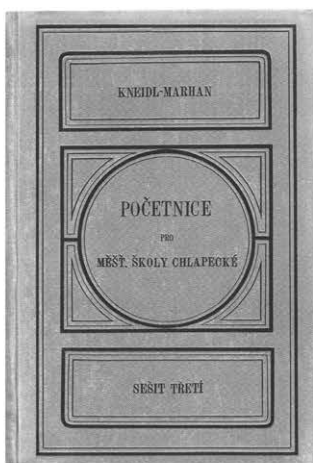 KNEIDL-MARHAN
POČETNICE
PRO
MĚŠŤ. ŠKOLY CHLAPECKÉ
SEŠIT TŘETÍ